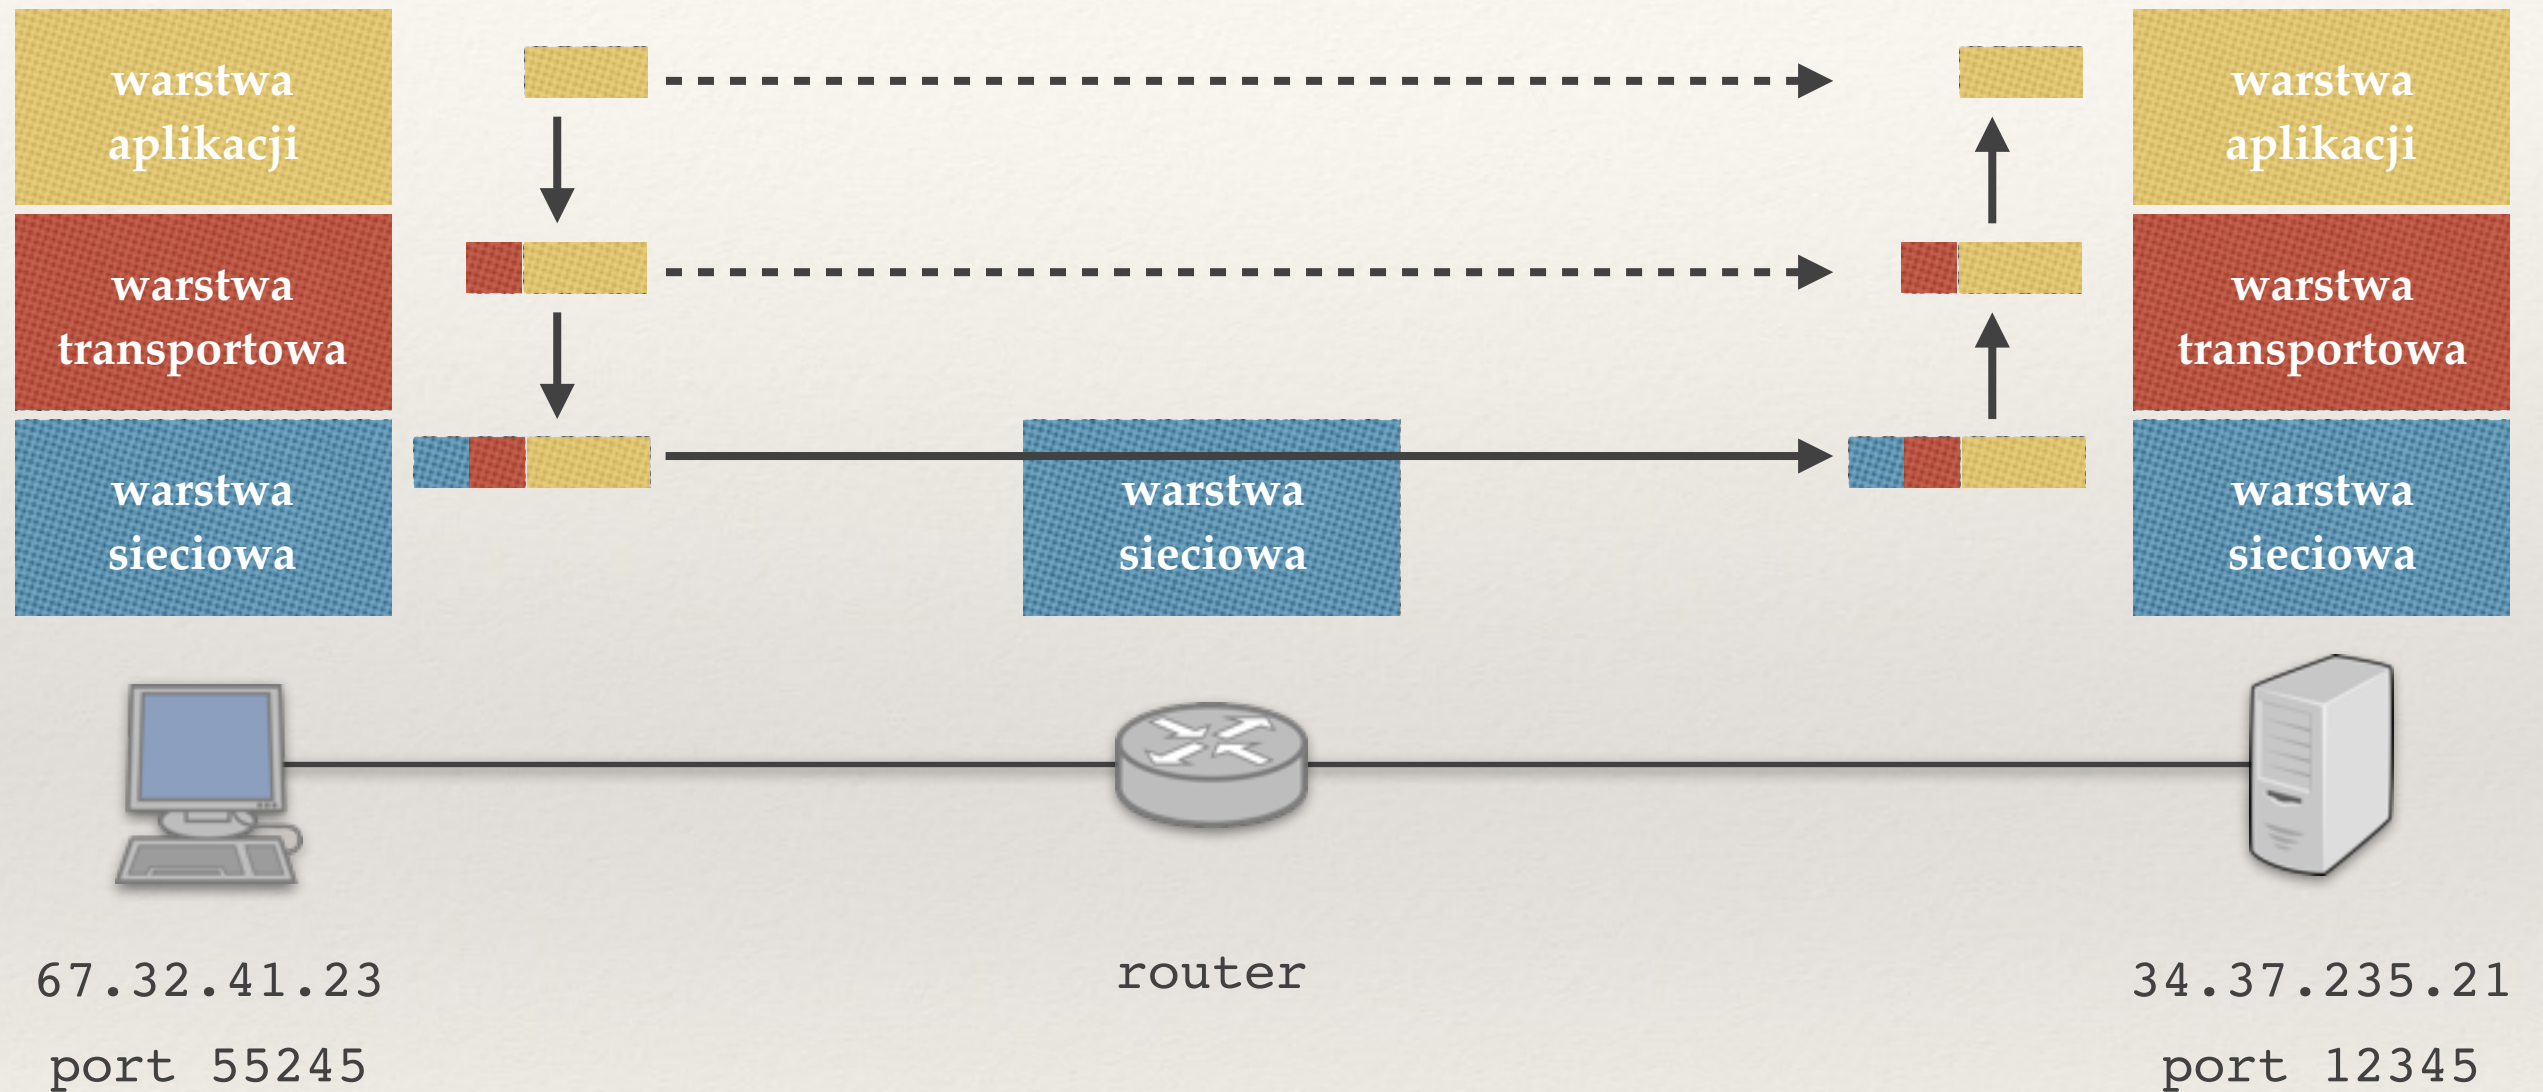 warstwa
aplikacji
warstwa
aplikacji
warstwa
transportowa
warstwa
transportowa
warstwa
sieciowa
warstwa
sieciowa
warstwa
sieciowa
67.32.41.23
port 55245
router
34.37.235.21
port 12345